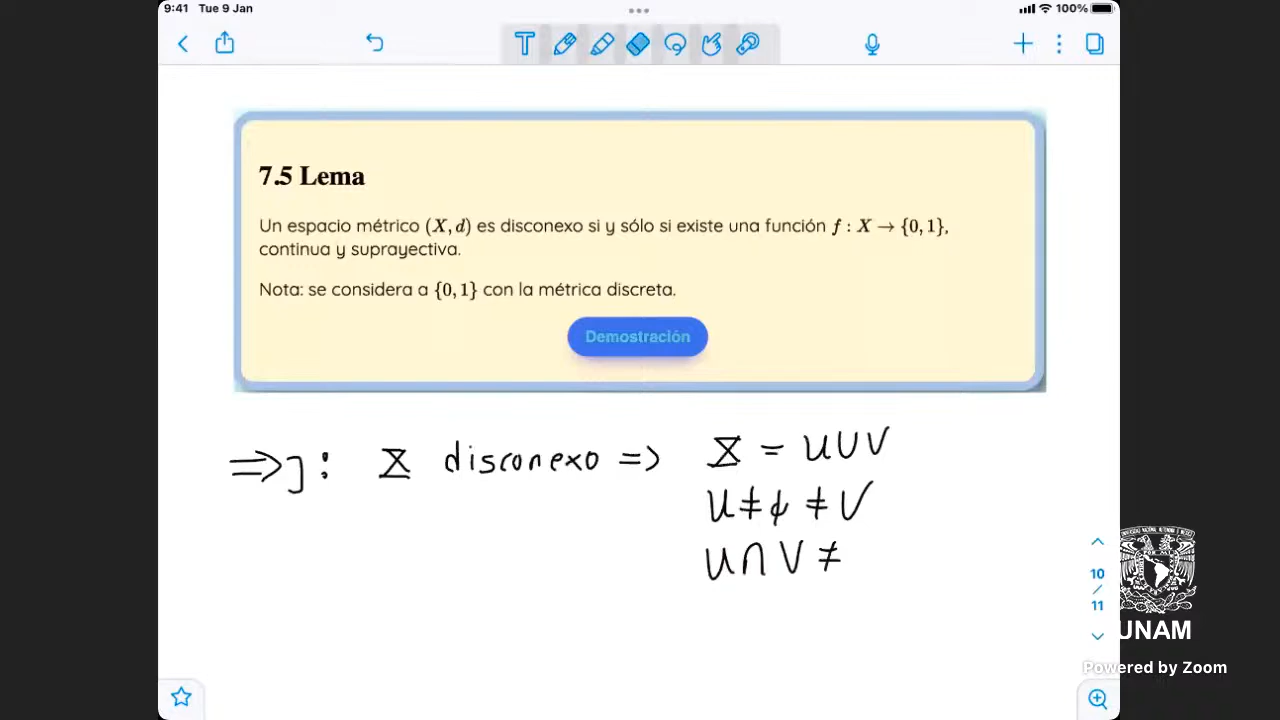 9:41 Tue 9 Jan
100%
7.5 Lema
Un espacio métrico (X, d) es disconexo si y sólo si existe una función f : X → {0, 1},
continua y suprayectiva.
Nota: se considera a {0, 1} con la métrica discreta.
Demostración
⇒]: X disconexo => X = U∪V
U ≠ ϕ ≠ V
U ∩ V ≠
10
/
11
UNAM
Powered by Zoom